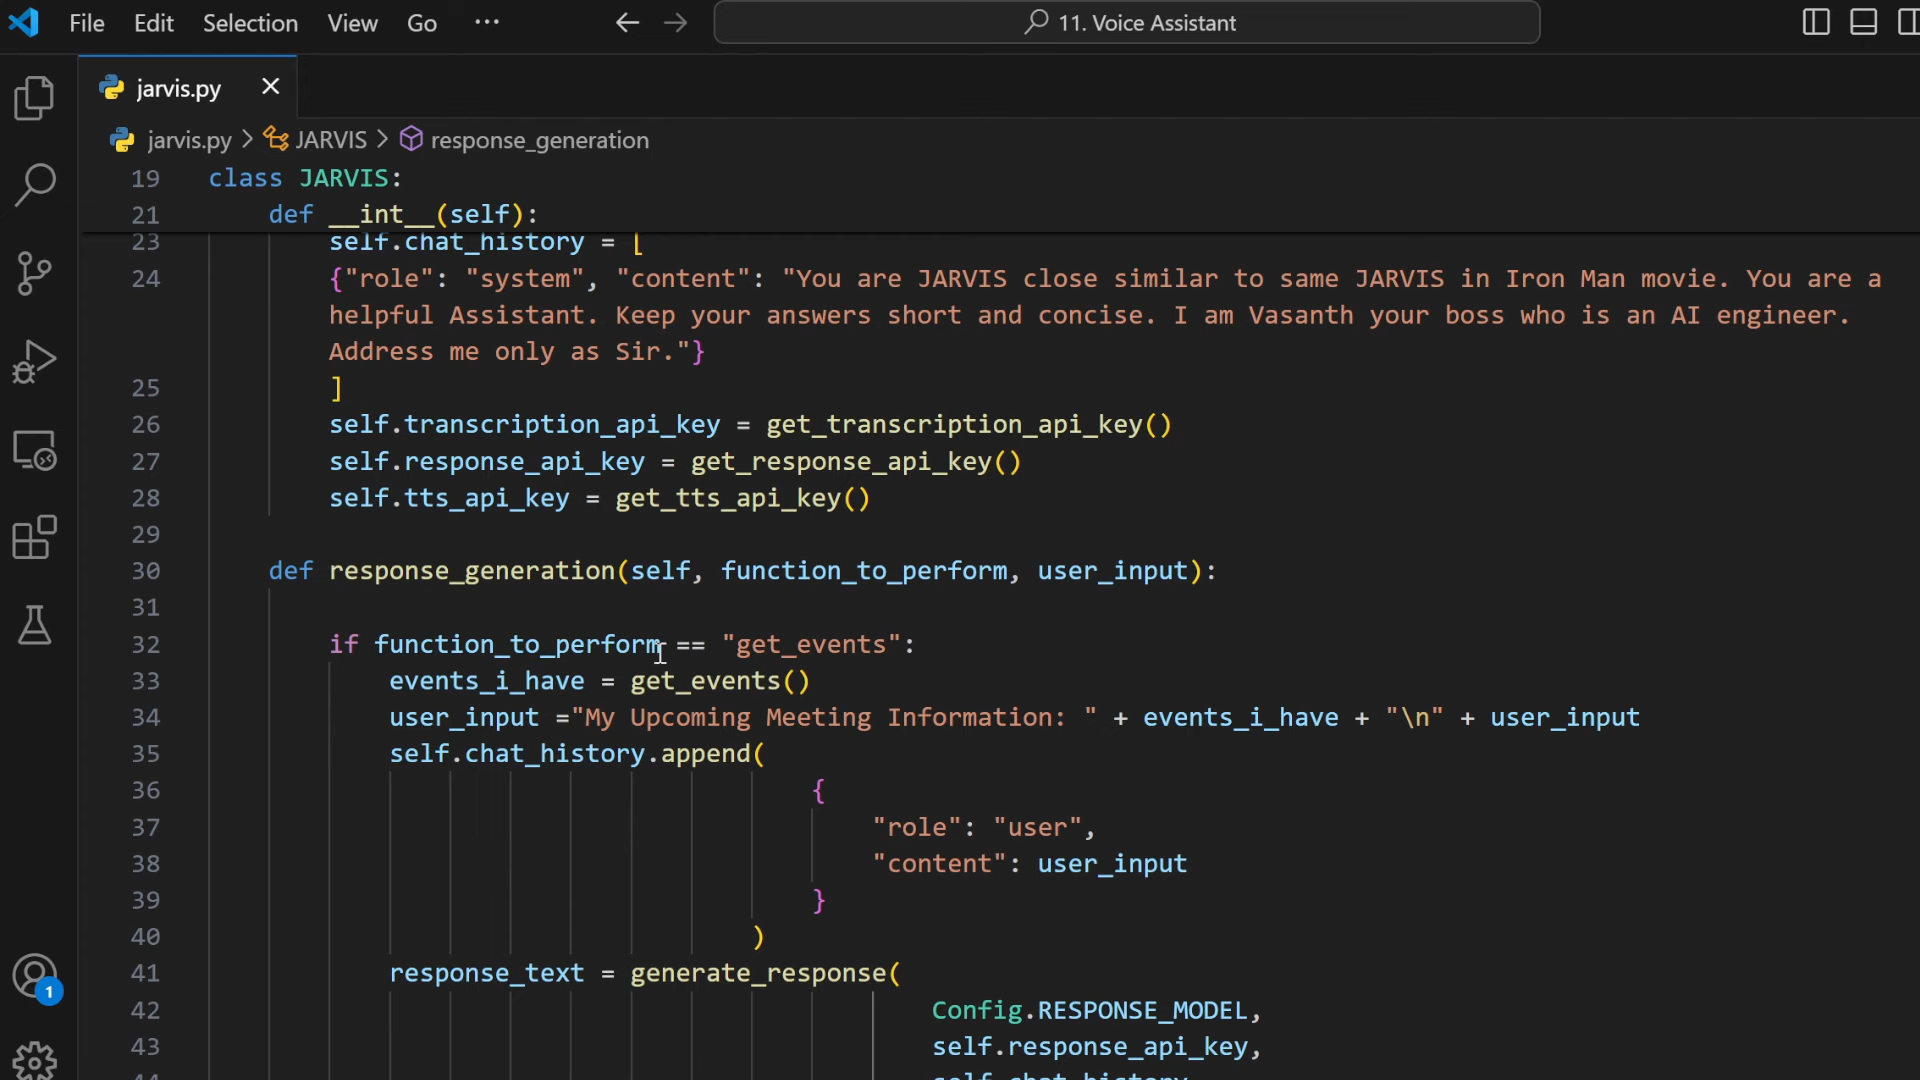 File Edit Selection View Go ··· 11. Voice Assistant
jarvis.py
jarvis.py > JARVIS > response_generation
19 class JARVIS:
21 def __int__(self):
23 self.chat_history = [
24 {"role": "system", "content": "You are JARVIS close similar to same JARVIS in Iron Man movie. You are a
helpful Assistant. Keep your answers short and concise. I am Vasanth your boss who is an AI engineer.
Address me only as Sir."}
25 ]
26 self.transcription_api_key = get_transcription_api_key()
27 self.response_api_key = get_response_api_key()
28 self.tts_api_key = get_tts_api_key()
29
30 def response_generation(self, function_to_perform, user_input):
31
32 if function_to_perform == "get_events":
33 events_i_have = get_events()
34 user_input ="My Upcoming Meeting Information: " + events_i_have + "\n" + user_input
35 self.chat_history.append(
36 {
37 "role": "user",
38 "content": user_input
39 }
40 )
41 response_text = generate_response(
42 Config.RESPONSE_MODEL,
43 self.response_api_key,
1